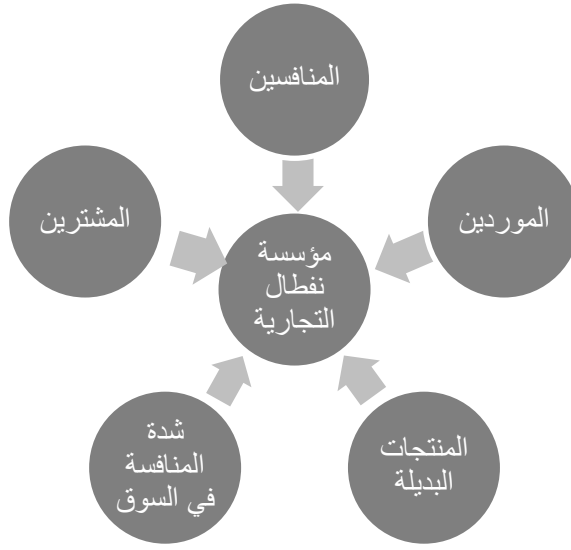 المنافسين
الموردين
المشترين
مؤسسة
نفطال
التجارية
المنتجات
البديلة
شدة
المنافسة
في السوق